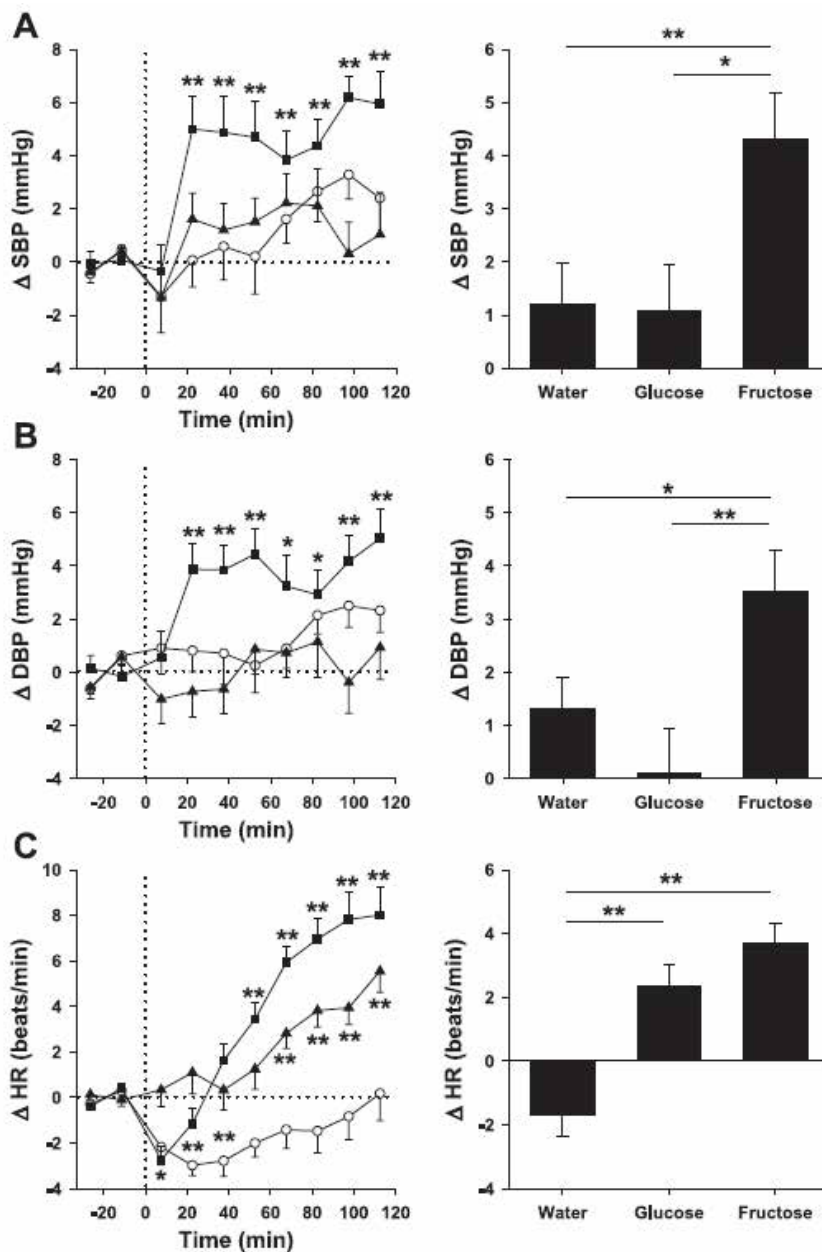 A
Δ SBP (mmHg)
8
6
4
2
0
-2
-4
** ** ** ** ** ** **
-20 0 20 40 60 80 100 120
Time (min)
Δ SBP (mmHg)
6
5
4
3
2
1
0
**
*
Water Glucose Fructose
B
Δ DBP (mmHg)
8
6
4
2
0
-2
-4
** ** ** * * ** **
-20 0 20 40 60 80 100 120
Time (min)
Δ DBP (mmHg)
6
5
4
3
2
1
0
*
**
Water Glucose Fructose
C
Δ HR (beats/min)
10
8
6
4
2
0
-2
-4
** ** ** ** **
** ** ** **
* ** **
-20 0 20 40 60 80 100 120
Time (min)
Δ HR (beats/min)
6
4
2
0
-2
-4
**
**
Water Glucose Fructose